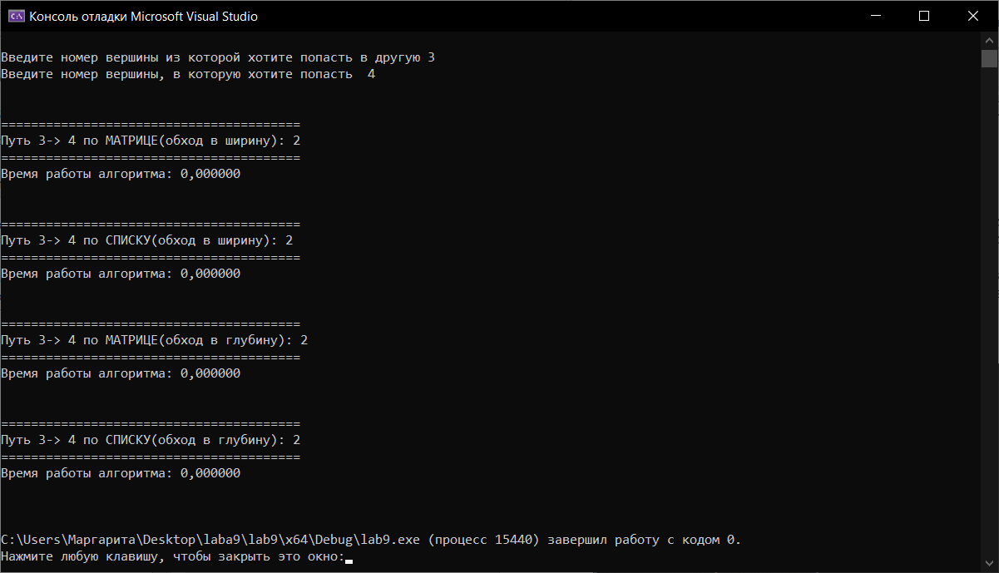 Консоль отладки Microsoft Visual Studio
Введите номер вершины из которой хотите попасть в другую 3
Введите номер вершины, в которую хотите попасть  4
========================================
Путь 3-> 4 по МАТРИЦЕ(обход в ширину): 2
========================================
Время работы алгоритма: 0,000000
========================================
Путь 3-> 4 по СПИСКУ(обход в ширину): 2
========================================
Время работы алгоритма: 0,000000
========================================
Путь 3-> 4 по МАТРИЦЕ(обход в глубину): 2
========================================
Время работы алгоритма: 0,000000
========================================
Путь 3-> 4 по СПИСКУ(обход в глубину): 2
========================================
Время работы алгоритма: 0,000000
C:\Users\Маргарита\Desktop\laba9\lab9\x64\Debug\lab9.exe (процесс 15440) завершил работу с кодом 0.
Нажмите любую клавишу, чтобы закрыть это окно: